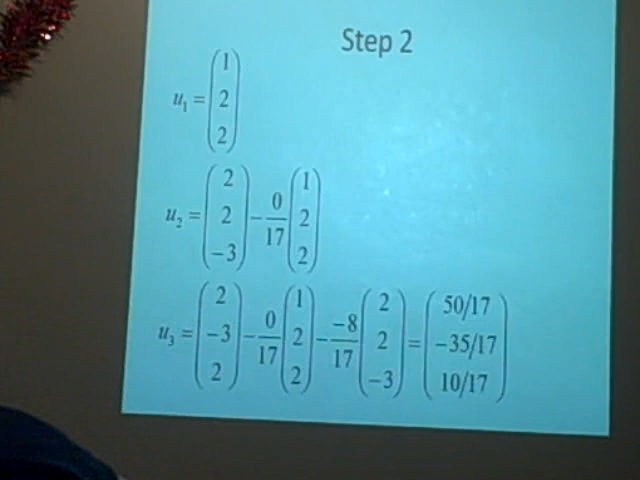 Step 2
u₁ = (1 2 2)
u₂ = (2 2 −3) − 0/17 (1 2 2)
u₃ = (2 −3 2) − 0/17 (1 2 2) − −8/17 (2 2 −3) = (50/17 −35/17 10/17)